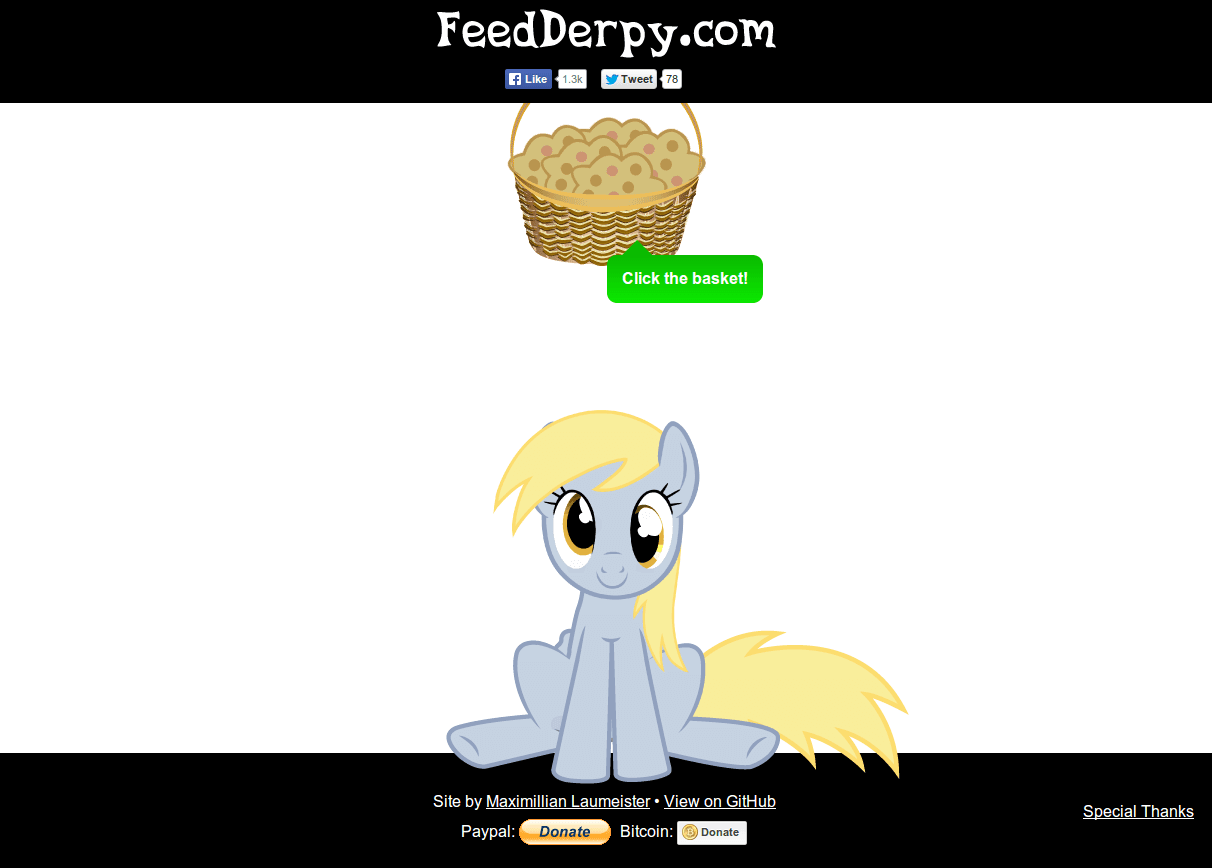 FeedDerpy.com
Like 1.3k Tweet 78
Click the basket!
Site by Maximillian Laumeister • View on GitHub
Paypal: Donate Bitcoin: Donate
Special Thanks